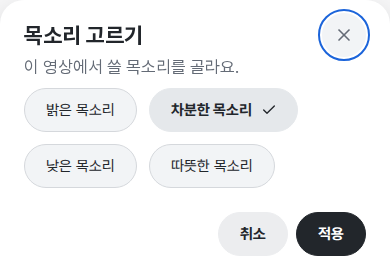 목소리 고르기
이 영상에서 쓸 목소리를 골라요.
밝은 목소리
차분한 목소리
낮은 목소리
따뜻한 목소리
취소
적용